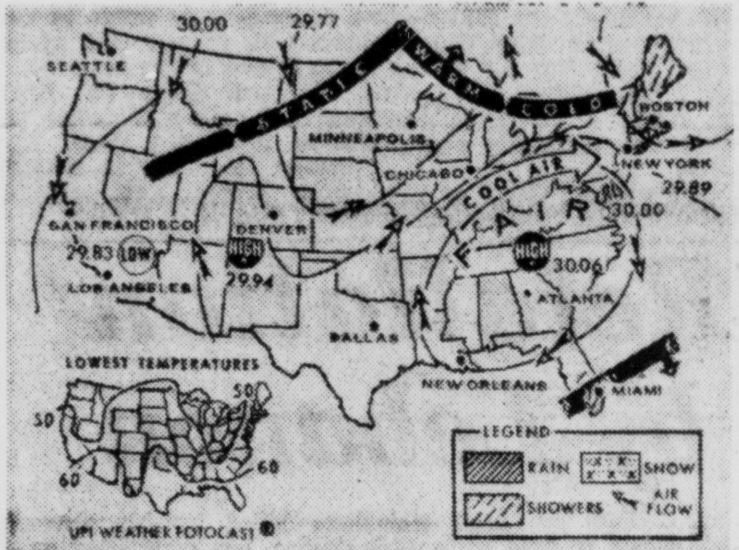 30.00
29.77
SEATTLE
STATIC
WARM
COLD
BOSTON
MINNEAPOLIS
CHICAGO
NEW YORK
COOL AIR
29.89
FAIR
30.00
SAN FRANCISCO
DENVER
29.83 LOW
HIGH
HIGH
29.94
30.06
LOS ANGELES
ATLANTA
DALLAS
LOWEST TEMPERATURES
NEW ORLEANS
MIAMI
50
50
60
60
LEGEND
RAIN
SNOW
SHOWERS
AIR
FLOW
UPI WEATHER FOTOCAST ®